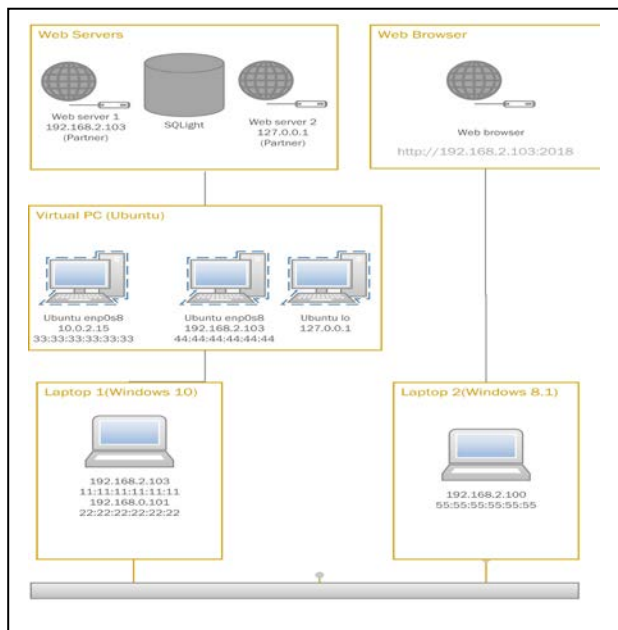 Web Servers
Web server 1
192.168.2.103
(Partner)
SQLight
Web server 2
127.0.0.1
(Partner)
Web Browser
Web browser
http://192.168.2.103:2018
Virtual PC (Ubuntu)
Ubuntu enp0s8
10.0.2.15
33:33:33:33:33:33
Ubuntu enp0s8
192.168.2.103
44:44:44:44:44:44
Ubuntu lo
127.0.0.1
Laptop 1(Windows 10)
192.168.2.103
11:11:11:11:11:11
192.168.0.101
22:22:22:22:22:22
Laptop 2(Windows 8.1)
192.168.2.100
55:55:55:55:55:55